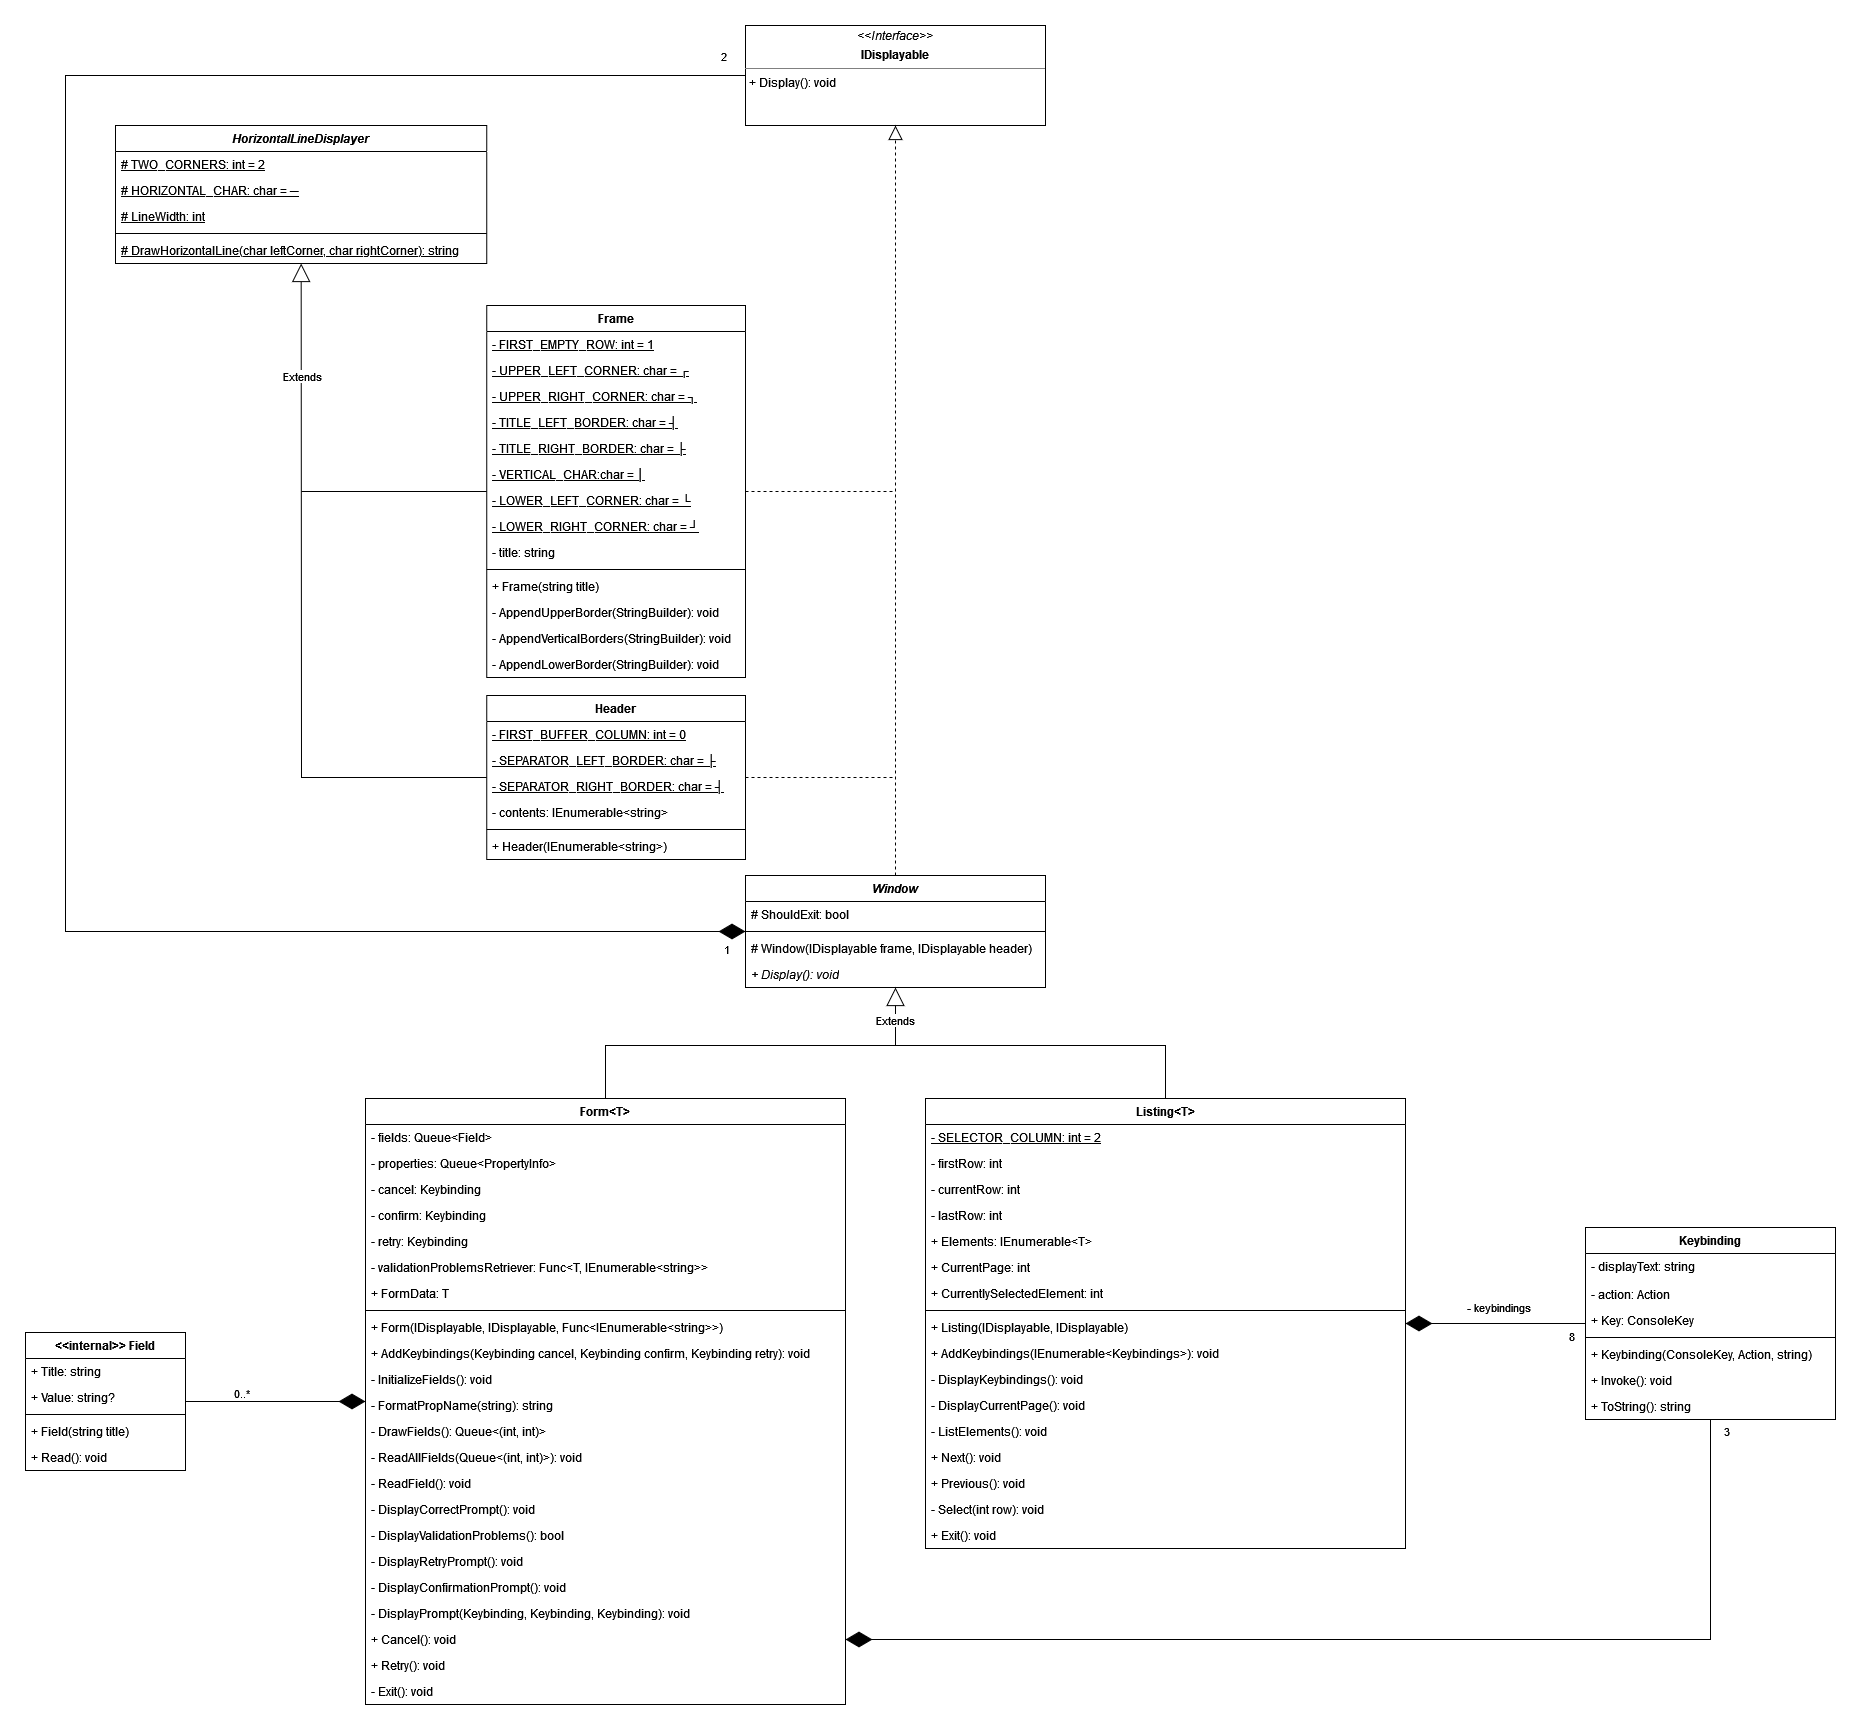 <<Interface>>
IDisplayable
+ Display(): void
2
HorizontalLineDisplayer
# TWO_CORNERS: int = 2
# HORIZONTAL_CHAR: char = ─
# LineWidth: int
# DrawHorizontalLine(char leftCorner, char rightCorner): string
Extends
Frame
- FIRST_EMPTY_ROW: int = 1
- UPPER_LEFT_CORNER: char = ┌
- UPPER_RIGHT_CORNER: char = ┐
- TITLE_LEFT_BORDER: char = ┤
- TITLE_RIGHT_BORDER: char = ├
- VERTICAL_CHAR:char = │
- LOWER_LEFT_CORNER: char = └
- LOWER_RIGHT_CORNER: char = ┘
- title: string
+ Frame(string title)
- AppendUpperBorder(StringBuilder): void
- AppendVerticalBorders(StringBuilder): void
- AppendLowerBorder(StringBuilder): void
Header
- FIRST_BUFFER_COLUMN: int = 0
- SEPARATOR_LEFT_BORDER: char = ├
- SEPARATOR_RIGHT_BORDER: char = ┤
- contents: IEnumerable<string>
+ Header(IEnumerable<string>)
Window
# ShouldExit: bool
# Window(IDisplayable frame, IDisplayable header)
+ Display(): void
1
Extends
Form<T>
- fields: Queue<Field>
- properties: Queue<PropertyInfo>
- cancel: Keybinding
- confirm: Keybinding
- retry: Keybinding
- validationProblemsRetriever: Func<T, IEnumerable<string>>
+ FormData: T
+ Form(IDisplayable, IDisplayable, Func<IEnumerable<string>>)
+ AddKeybindings(Keybinding cancel, Keybinding confirm, Keybinding retry): void
- InitializeFields(): void
- FormatPropName(string): string
- DrawFields(): Queue<(int, int)>
- ReadAllFields(Queue<(int, int)>): void
- ReadField(): void
- DisplayCorrectPrompt(): void
- DisplayValidationProblems(): bool
- DisplayRetryPrompt(): void
- DisplayConfirmationPrompt(): void
- DisplayPrompt(Keybinding, Keybinding, Keybinding): void
+ Cancel(): void
+ Retry(): void
- Exit(): void
Listing<T>
- SELECTOR_COLUMN: int = 2
- firstRow: int
- currentRow: int
- lastRow: int
+ Elements: IEnumerable<T>
+ CurrentPage: int
+ CurrentlySelectedElement: int
+ Listing(IDisplayable, IDisplayable)
+ AddKeybindings(IEnumerable<Keybindings>): void
- DisplayKeybindings(): void
- DisplayCurrentPage(): void
- ListElements(): void
+ Next(): void
+ Previous(): void
- Select(int row): void
+ Exit(): void
- keybindings
8
Keybinding
- displayText: string
- action: Action
+ Key: ConsoleKey
+ Keybinding(ConsoleKey, Action, string)
+ Invoke(): void
+ ToString(): string
3
<<internal>> Field
+ Title: string
+ Value: string?
+ Field(string title)
+ Read(): void
0..*